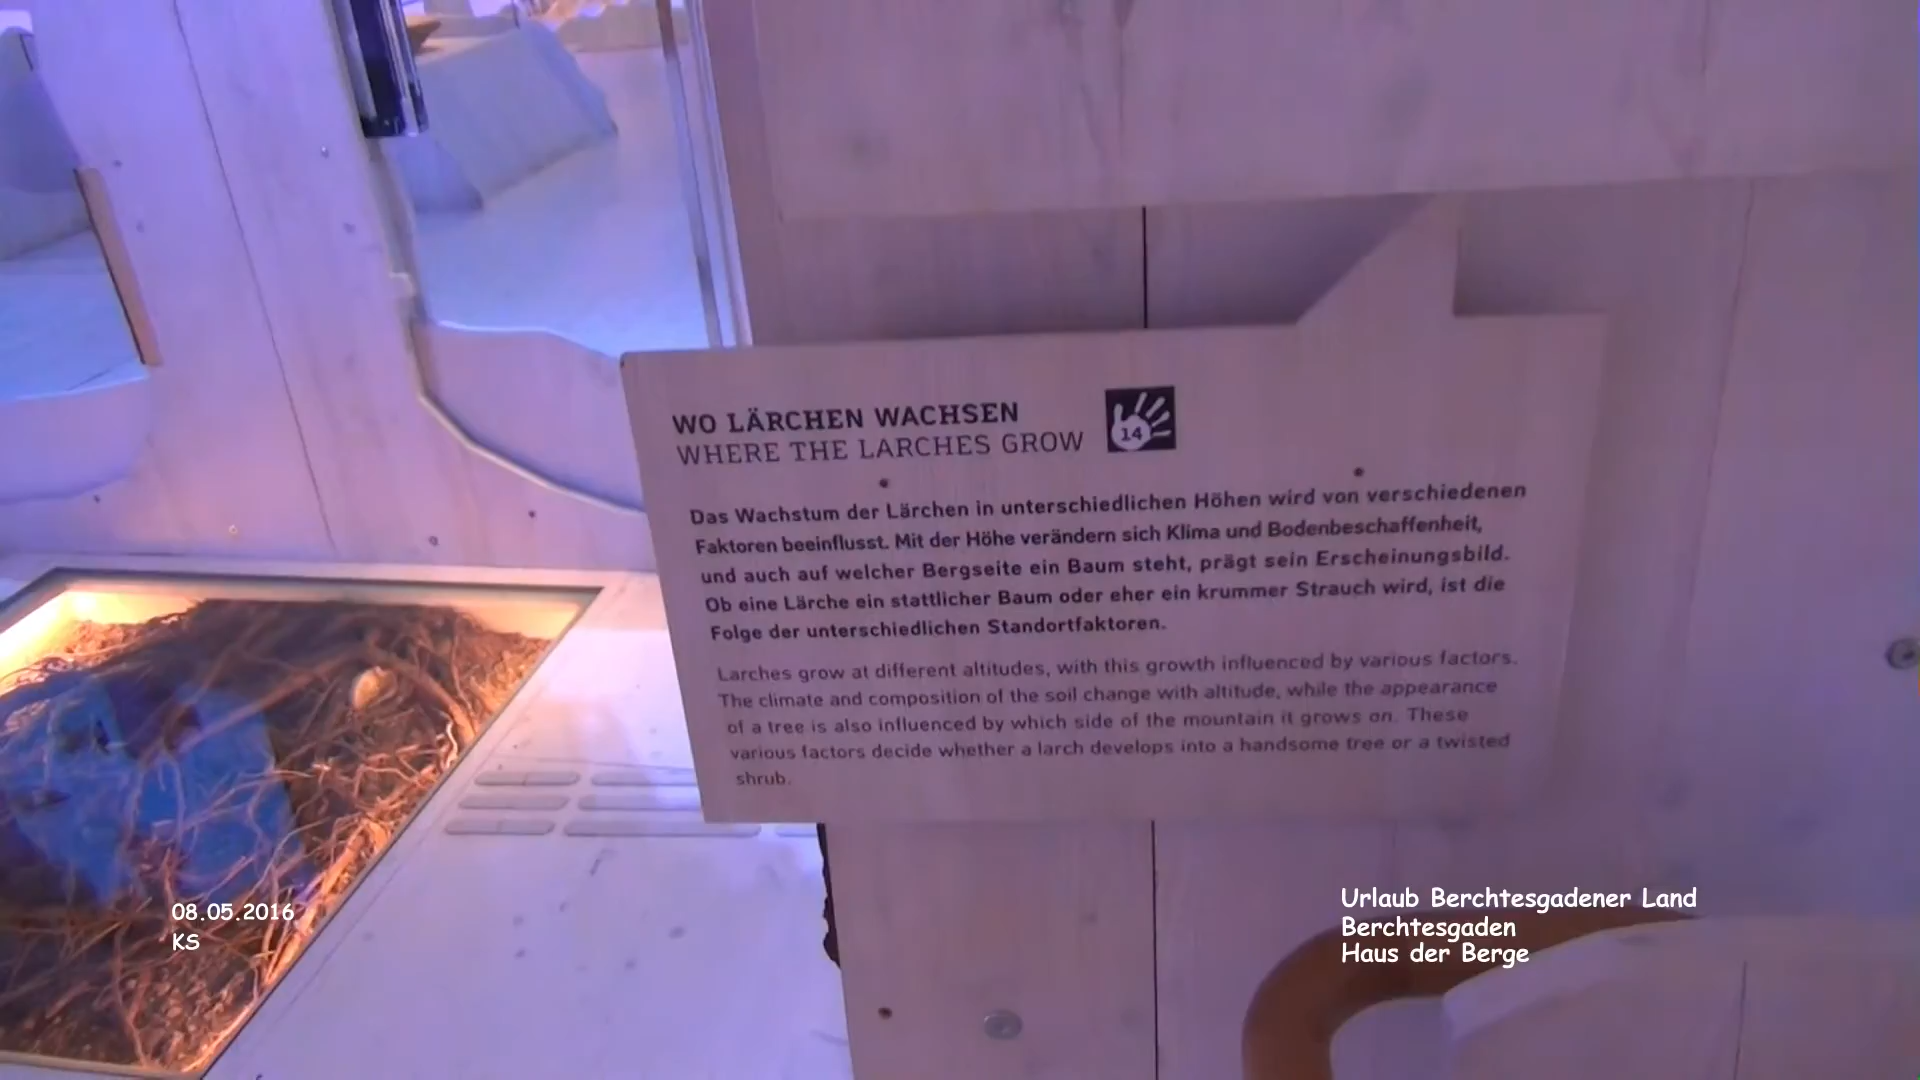 WO LÄRCHEN WACHSEN
WHERE THE LARCHES GROW
14
Das Wachstum der Lärchen in unterschiedlichen Höhen wird von verschiedenen
Faktoren beeinflusst. Mit der Höhe verändern sich Klima und Bodenbeschaffenheit,
und auch auf welcher Bergseite ein Baum steht, prägt sein Erscheinungsbild.
Ob eine Lärche ein stattlicher Baum oder eher ein krummer Strauch wird, ist die
Folge der unterschiedlichen Standortfaktoren.
Larches grow at different altitudes, with this growth influenced by various factors.
The climate and composition of the soil change with altitude, while the appearance
of a tree is also influenced by which side of the mountain it grows on. These
various factors decide whether a larch develops into a handsome tree or a twisted
shrub.
08.05.2016
KS
Urlaub Berchtesgadener Land
Berchtesgaden
Haus der Berge